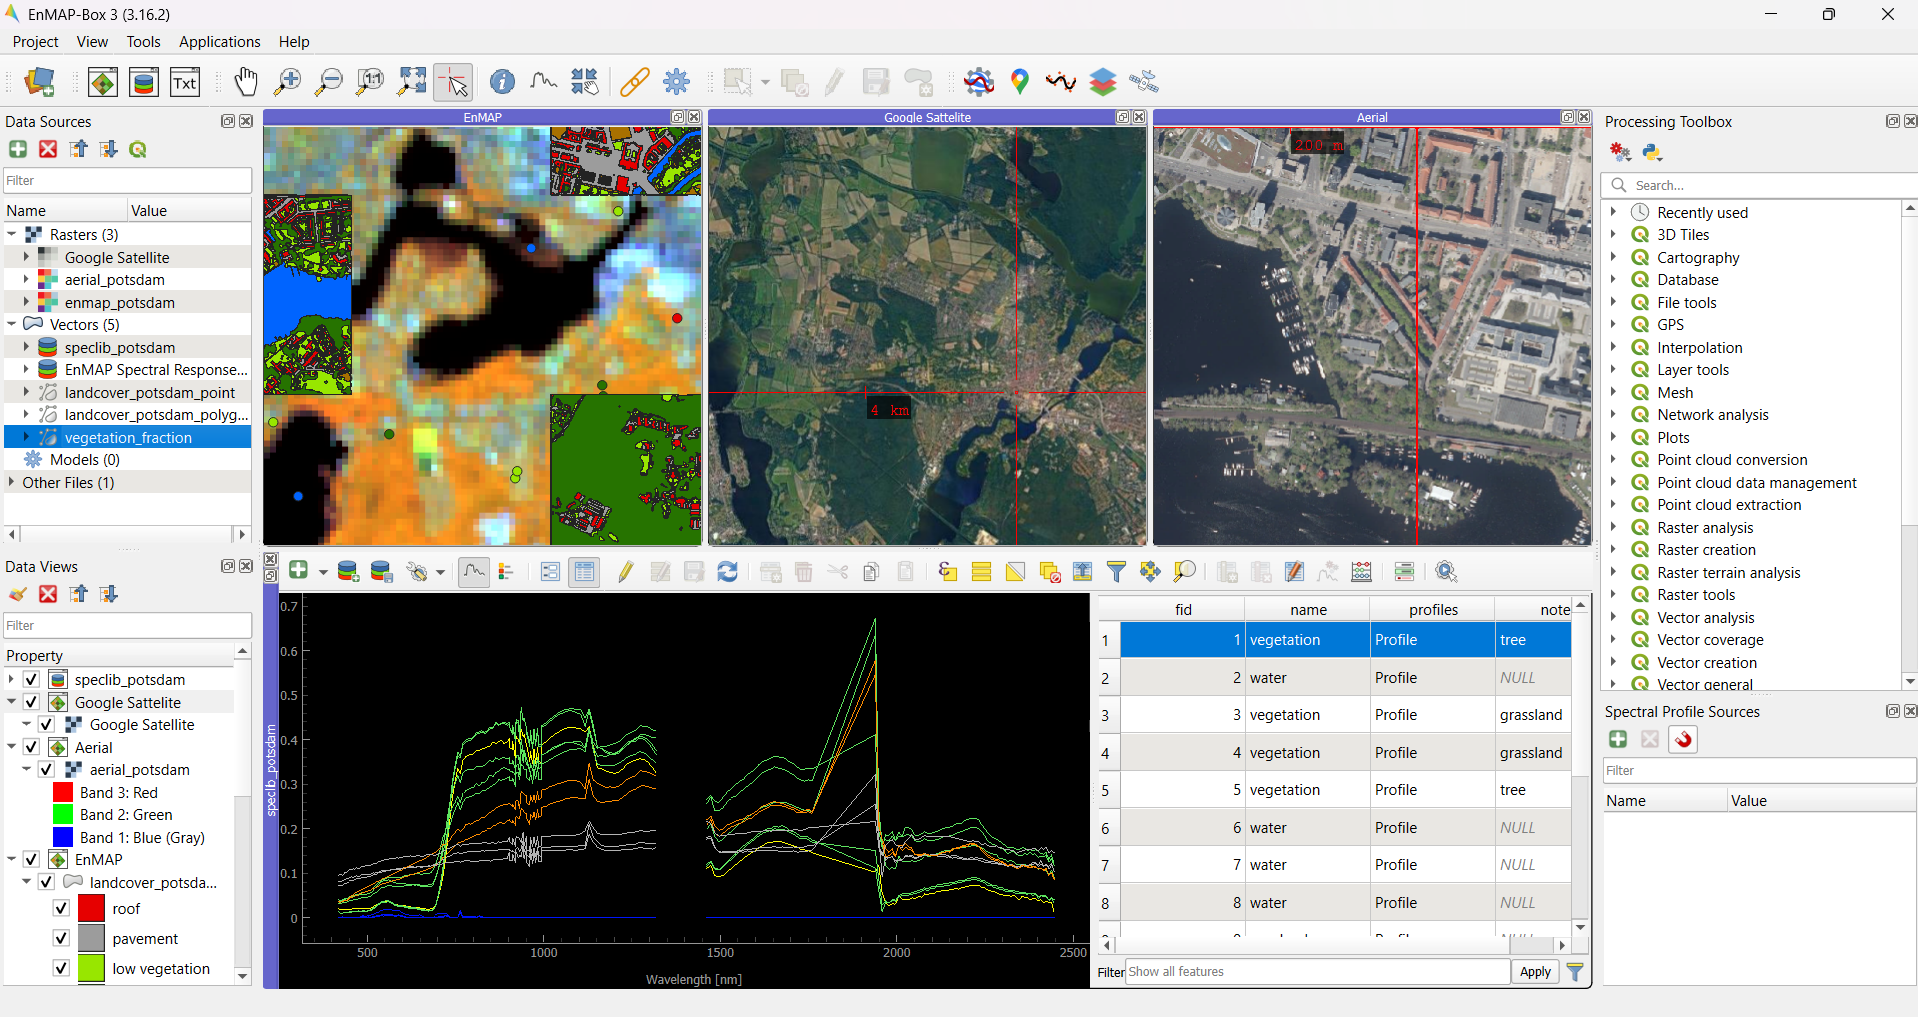 EnMAP-Box 3 (3.16.2)
Project View Tools Applications Help
Txt
1:1
Data Sources
Filter
Name Value
Rasters (3)
Google Satellite
aerial_potsdam
enmap_potsdam
Vectors (5)
speclib_potsdam
EnMAP Spectral Response...
landcover_potsdam_point
landcover_potsdam_polyg...
vegetation_fraction
Models (0)
Other Files (1)
Data Views
Filter
Property
speclib_potsdam
Google Sattelite
Google Satellite
Aerial
aerial_potsdam
Band 3: Red
Band 2: Green
Band 1: Blue (Gray)
EnMAP
landcover_potsda...
roof
pavement
low vegetation
EnMAP
Google Sattelite
4 km
Aerial
200 m
speclib_potsdam
0.7
0.6
0.5
0.4
0.3
0.2
0.1
0
500 1000 1500 2000 2500
Wavelength [nm]
fid name profiles note
1 1 vegetation Profile tree
2 2 water Profile NULL
3 3 vegetation Profile grassland
4 4 vegetation Profile grassland
5 5 vegetation Profile tree
6 6 water Profile NULL
7 7 water Profile NULL
8 8 water Profile NULL
Filter Show all features Apply
Processing Toolbox
Search...
Recently used
3D Tiles
Cartography
Database
File tools
GPS
Interpolation
Layer tools
Mesh
Network analysis
Plots
Point cloud conversion
Point cloud data management
Point cloud extraction
Raster analysis
Raster creation
Raster terrain analysis
Raster tools
Vector analysis
Vector coverage
Vector creation
Vector general
Spectral Profile Sources
Filter
Name Value